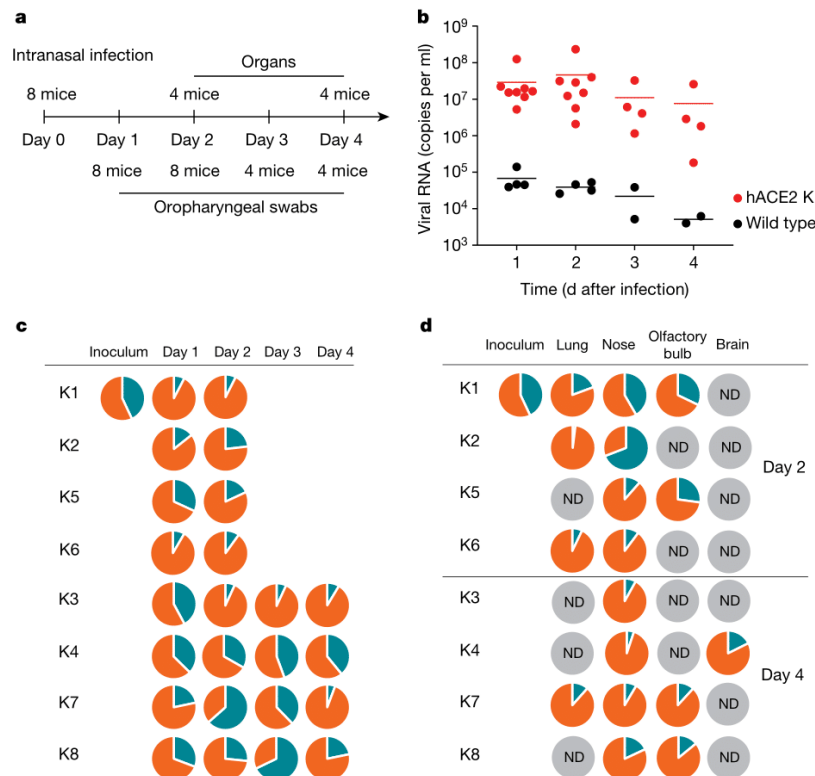 a
Intranasal infection
Organs
8 mice 4 mice 4 mice
Day 0 Day 1 Day 2 Day 3 Day 4
8 mice 8 mice 4 mice 4 mice
Oropharyngeal swabs
b
Viral RNA (copies per ml)
10⁹
10⁸
10⁷
10⁶
10⁵
10⁴
10³
1 2 3 4
Time (d after infection)
hACE2 K
Wild type
c
Inoculum Day 1 Day 2 Day 3 Day 4
K1
K2
K5
K6
K3
K4
K7
K8
d
Inoculum Lung Nose Olfactory bulb Brain
K1 ND
K2 ND ND
Day 2
K5 ND ND
K6 ND ND
K3 ND ND ND
K4 ND ND
Day 4
K7 ND
K8 ND ND